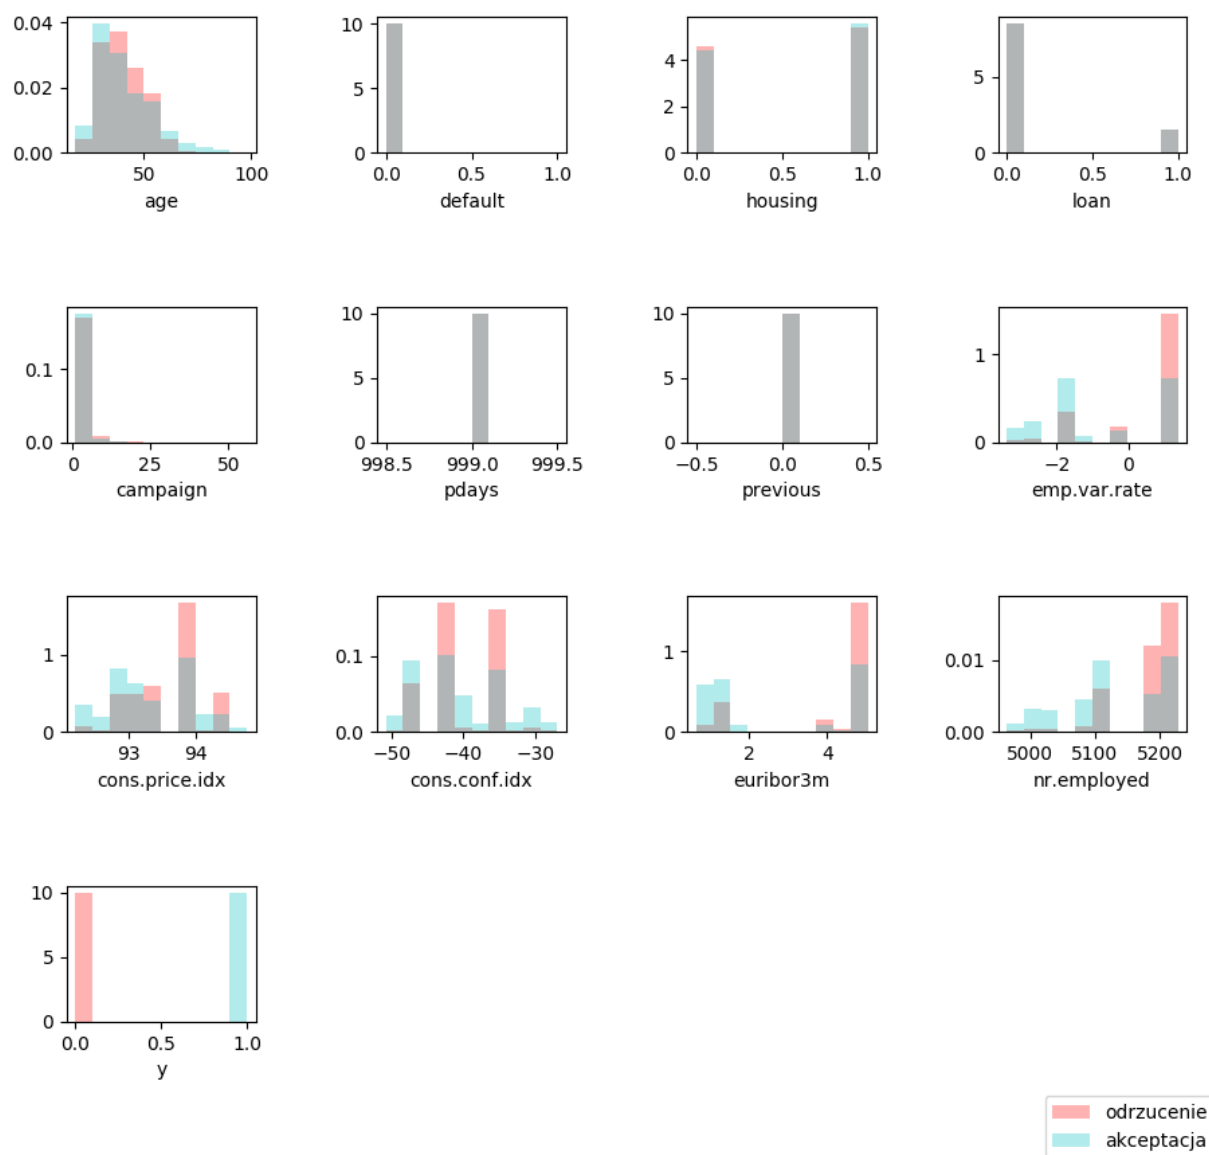 0.04
0.02
0.00
50 100
age
10
5
0
0.0 0.5 1.0
default
4
2
0
0.0 0.5 1.0
housing
5
0
0.0 0.5 1.0
loan
0.1
0.0
0 25 50
campaign
10
5
0
998.5 999.0 999.5
pdays
10
5
0
−0.5 0.0 0.5
previous
1
0
−2 0
emp.var.rate
1
0
93 94
cons.price.idx
0.1
0.0
−50 −40 −30
cons.conf.idx
1
0
2 4
euribor3m
0.01
0.00
5000 5100 5200
nr.employed
10
5
0
0.0 0.5 1.0
y
odrzucenie
akceptacja